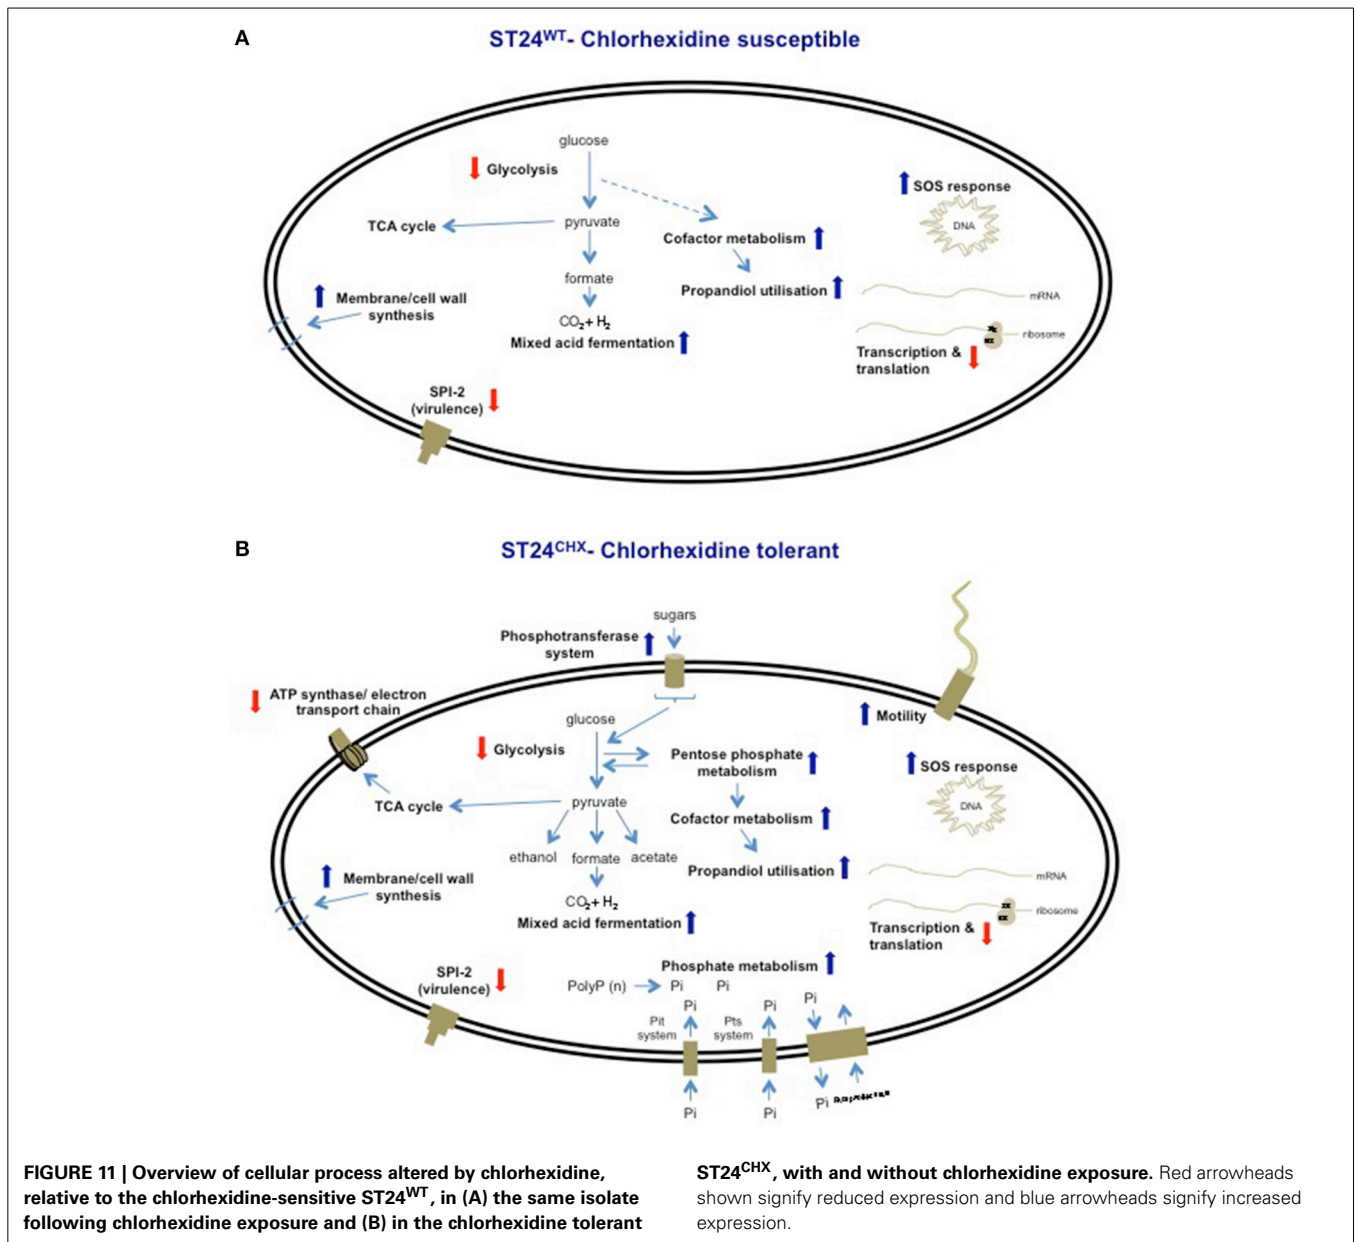 A
ST24WT- Chlorhexidine susceptible
glucose
Glycolysis
SOS response
DNA
TCA cycle
pyruvate
Cofactor metabolism
formate
Propandiol utilisation
mRNA
Membrane/cell wall
synthesis
CO2+ H2
Mixed acid fermentation
ribosome
Transcription &
translation
SPI-2
(virulence)
B
ST24CHX- Chlorhexidine tolerant
sugars
Phosphotransferase
system
ATP synthase/ electron
transport chain
glucose
Motility
Glycolysis
Pentose phosphate
metabolism
SOS response
DNA
TCA cycle
pyruvate
Cofactor metabolism
ethanol
formate
acetate
Propandiol utilisation
mRNA
Membrane/cell wall
synthesis
CO2+ H2
Mixed acid fermentation
ribosome
Transcription &
translation
SPI-2
(virulence)
Phosphate metabolism
PolyP (n)
Pi
Pi
Pi
Pi
Pi
Pit
system
Pts
system
Pi
Pi
Pi
FIGURE 11 | Overview of cellular process altered by chlorhexidine,
relative to the chlorhexidine-sensitive ST24WT, in (A) the same isolate
following chlorhexidine exposure and (B) in the chlorhexidine tolerant
ST24CHX, with and without chlorhexidine exposure. Red arrowheads
shown signify reduced expression and blue arrowheads signify increased
expression.